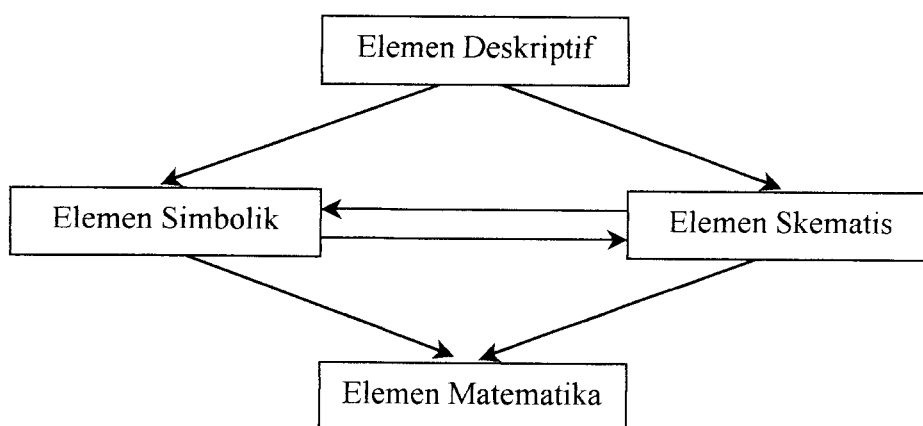 Elemen Deskriptif
Elemen Simbolik
Elemen Skematis
Elemen Matematika